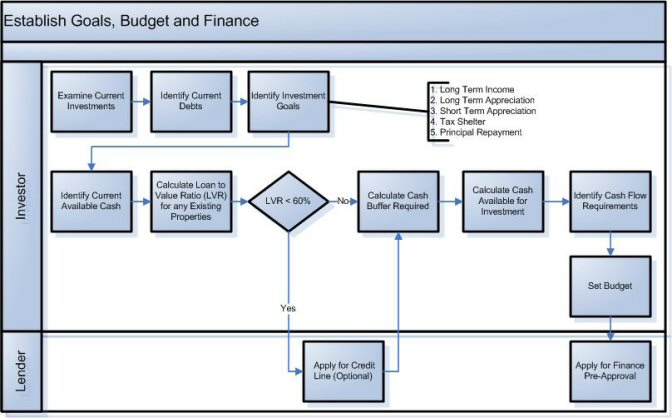 Establish Goals, Budget and Finance
Investor
Examine Current
Investments
Identify Current
Debts
Identify Investment
Goals
1. Long Term Income
2. Long Term Appreciation
3. Short Term Appreciation
4. Tax Shelter
5. Principal Repayment
Identify Current
Available Cash
Calculate Loan to
Value Ratio (LVR)
for any Existing
Properties
LVR < 60%
No
Calculate Cash
Buffer Required
Calculate Cash
Available for
Investment
Identify Cash Flow
Requirements
Set Budget
Yes
Lender
Apply for Credit
Line (Optional)
Apply for Finance
Pre-Approval